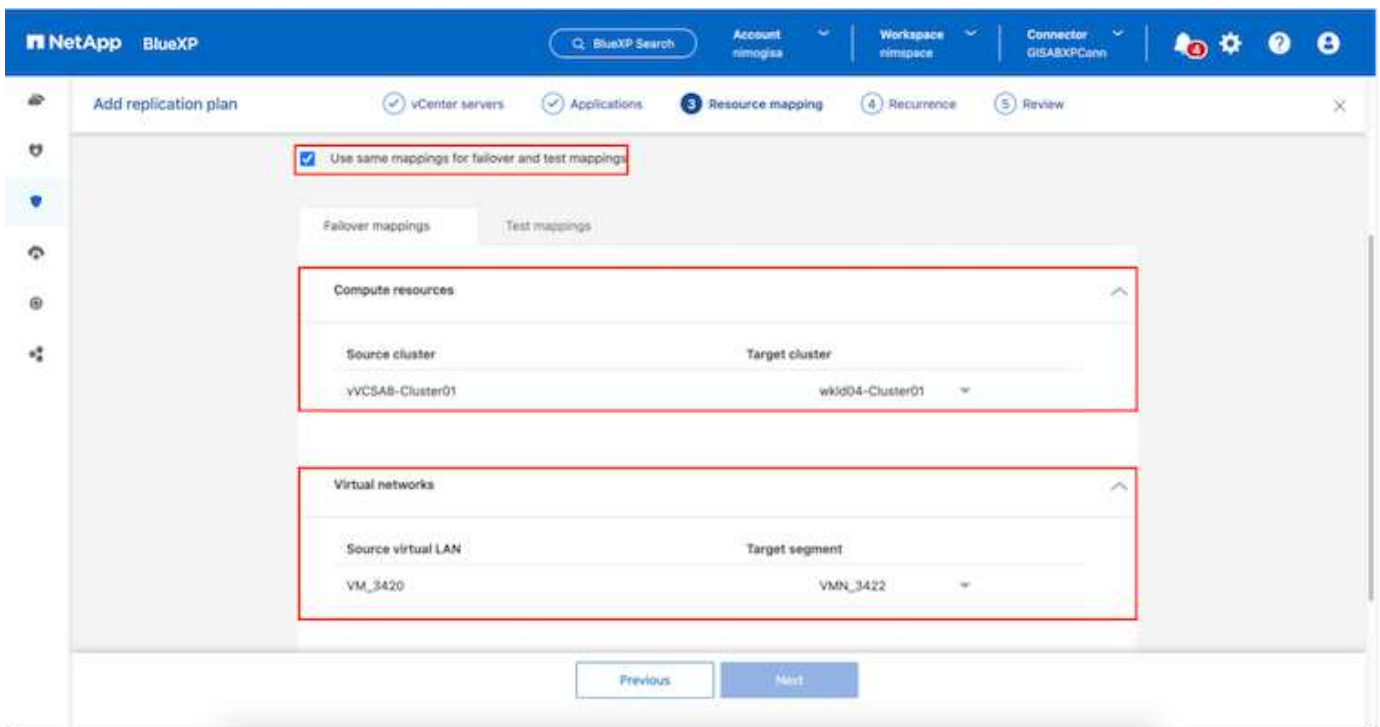 NetApp BlueXP
BlueXP Search
Account
nimogisa
Workspace
nimspace
Connector
GISABXPConn
4
Add replication plan
vCenter servers
Applications
3 Resource mapping
4 Recurrence
5 Review
Use same mappings for failover and test mappings
Failover mappings
Test mappings
Compute resources
Source cluster
Target cluster
vVCSA8-Cluster01
wkld04-Cluster01
Virtual networks
Source virtual LAN
Target segment
VM_3420
VMN_3422
Previous
Next